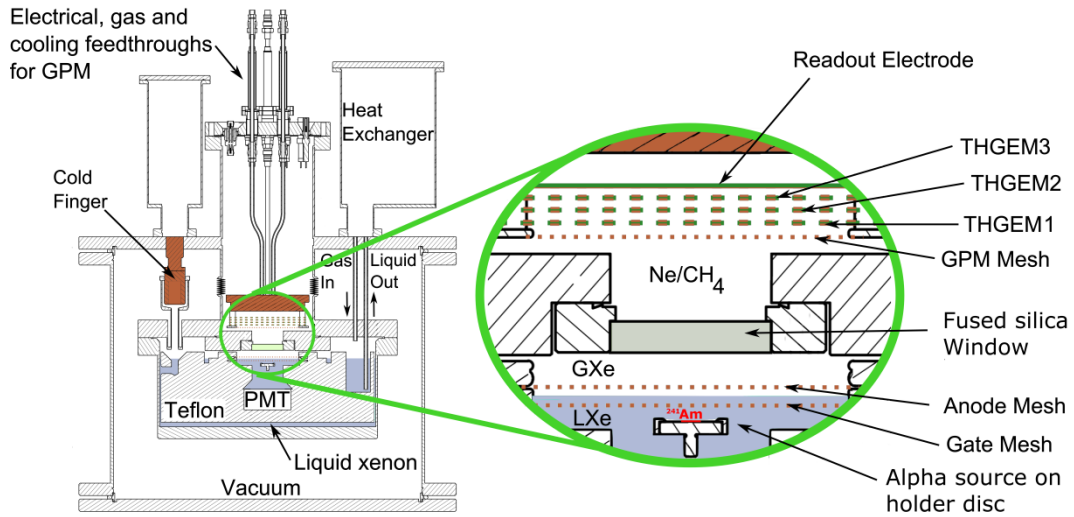 Electrical, gas and
cooling feedthroughs
for GPM
Heat
Exchanger
Cold
Finger
Gas
In
Liquid
Out
PMT
Teflon
Liquid xenon
Vacuum
Readout Electrode
THGEM3
THGEM2
THGEM1
GPM Mesh
Ne/CH4
Fused silica
Window
GXe
Anode Mesh
LXe
241Am
Gate Mesh
Alpha source on
holder disc